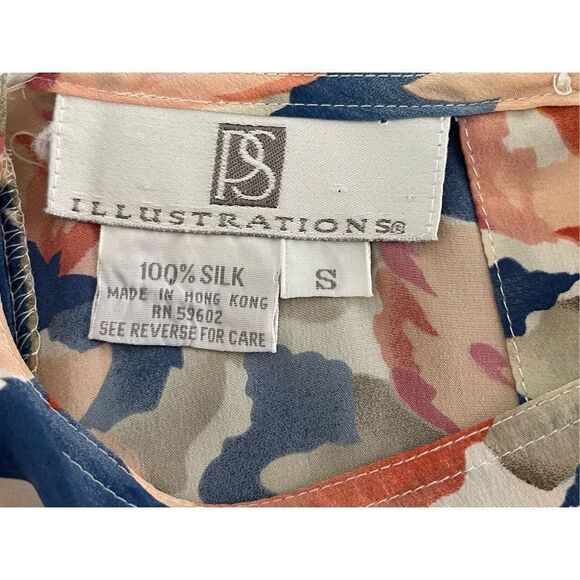 PS
ILLUSTRATIONS®
100% SILK
MADE IN HONG KONG
RN 59602
SEE REVERSE FOR CARE
S